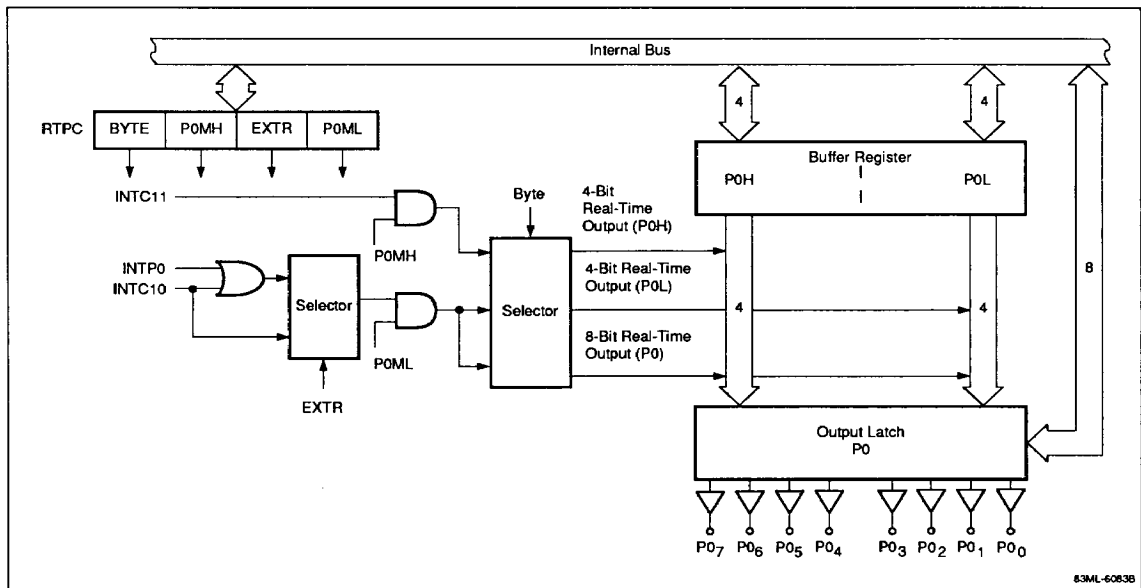 Internal Bus
4
4
RTPC
BYTE
P0MH
EXTR
P0ML
Buffer Register
P0H
P0L
INTC11
P0MH
Byte
4-Bit
Real-Time
Output (P0H)
8
INTP0
INTC10
Selector
P0ML
EXTR
Selector
4-Bit Real-Time
Output (P0L)
4
4
8-Bit Real-Time
Output (P0)
Output Latch
P0
P07 P06 P05 P04 P03 P02 P01 P00
83ML-6083B